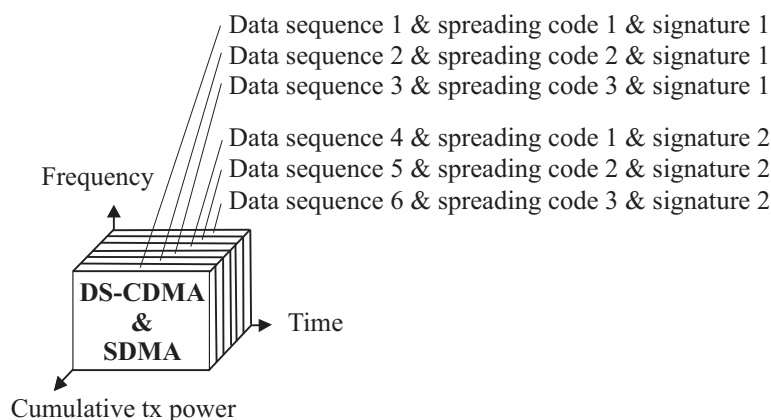 Data sequence 1 & spreading code 1 & signature 1
Data sequence 2 & spreading code 2 & signature 1
Data sequence 3 & spreading code 3 & signature 1
Data sequence 4 & spreading code 1 & signature 2
Data sequence 5 & spreading code 2 & signature 2
Data sequence 6 & spreading code 3 & signature 2
Frequency
DS-CDMA
&
SDMA
Time
Cumulative tx power